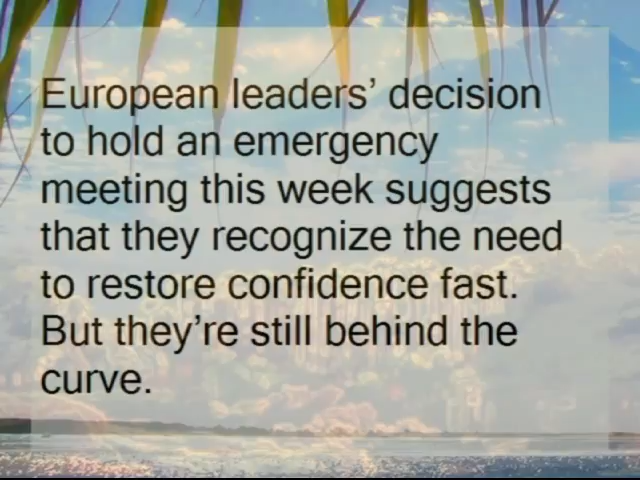 European leaders’ decision
to hold an emergency
meeting this week suggests
that they recognize the need
to restore confidence fast.
But they’re still behind the
curve.